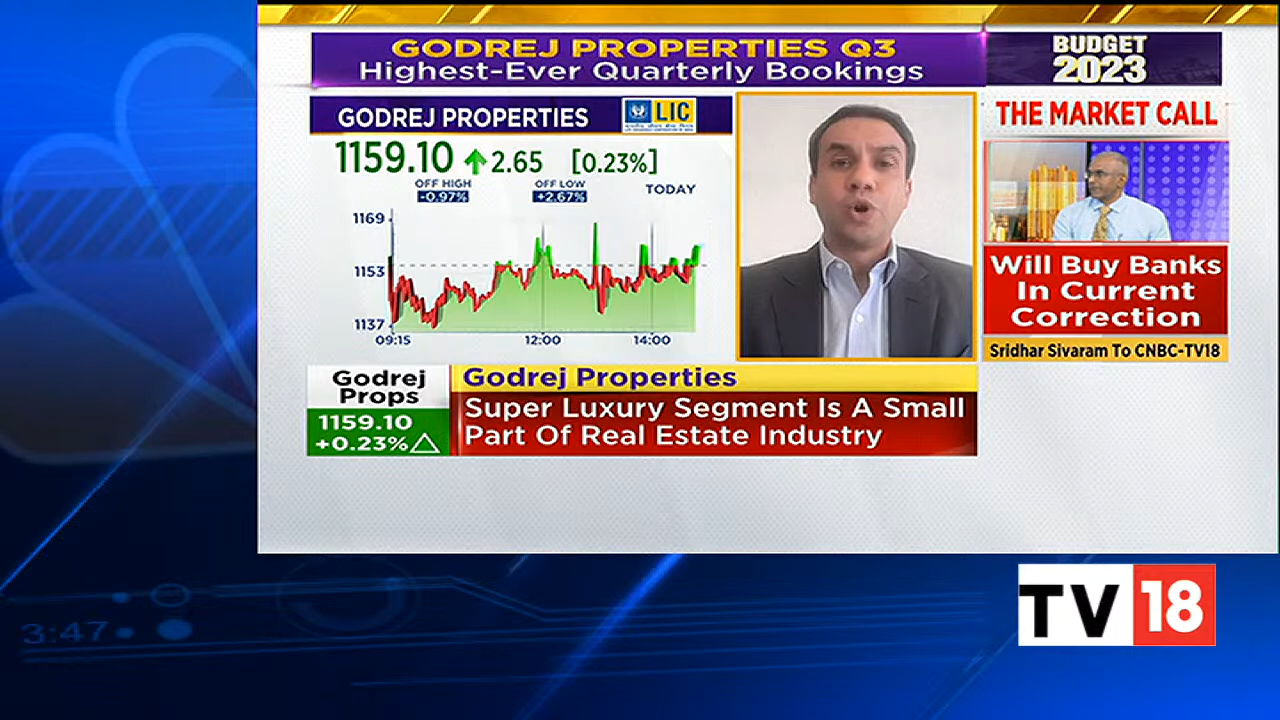 GODREJ PROPERTIES Q3
Highest-Ever Quarterly Bookings
BUDGET
2023
GODREJ PROPERTIES
LIC
1159.10 2.65 [0.23%]
OFF HIGH
-0.97%
OFF LOW
+2.67%
TODAY
1169
1153
1137
09:15 12:00 14:00
THE MARKET CALL
Will Buy Banks
In Current
Correction
Sridhar Sivaram To CNBC-TV18
Godrej
Props
1159.10
+0.23%
Godrej Properties
Super Luxury Segment Is A Small
Part Of Real Estate Industry
3:47
TV18